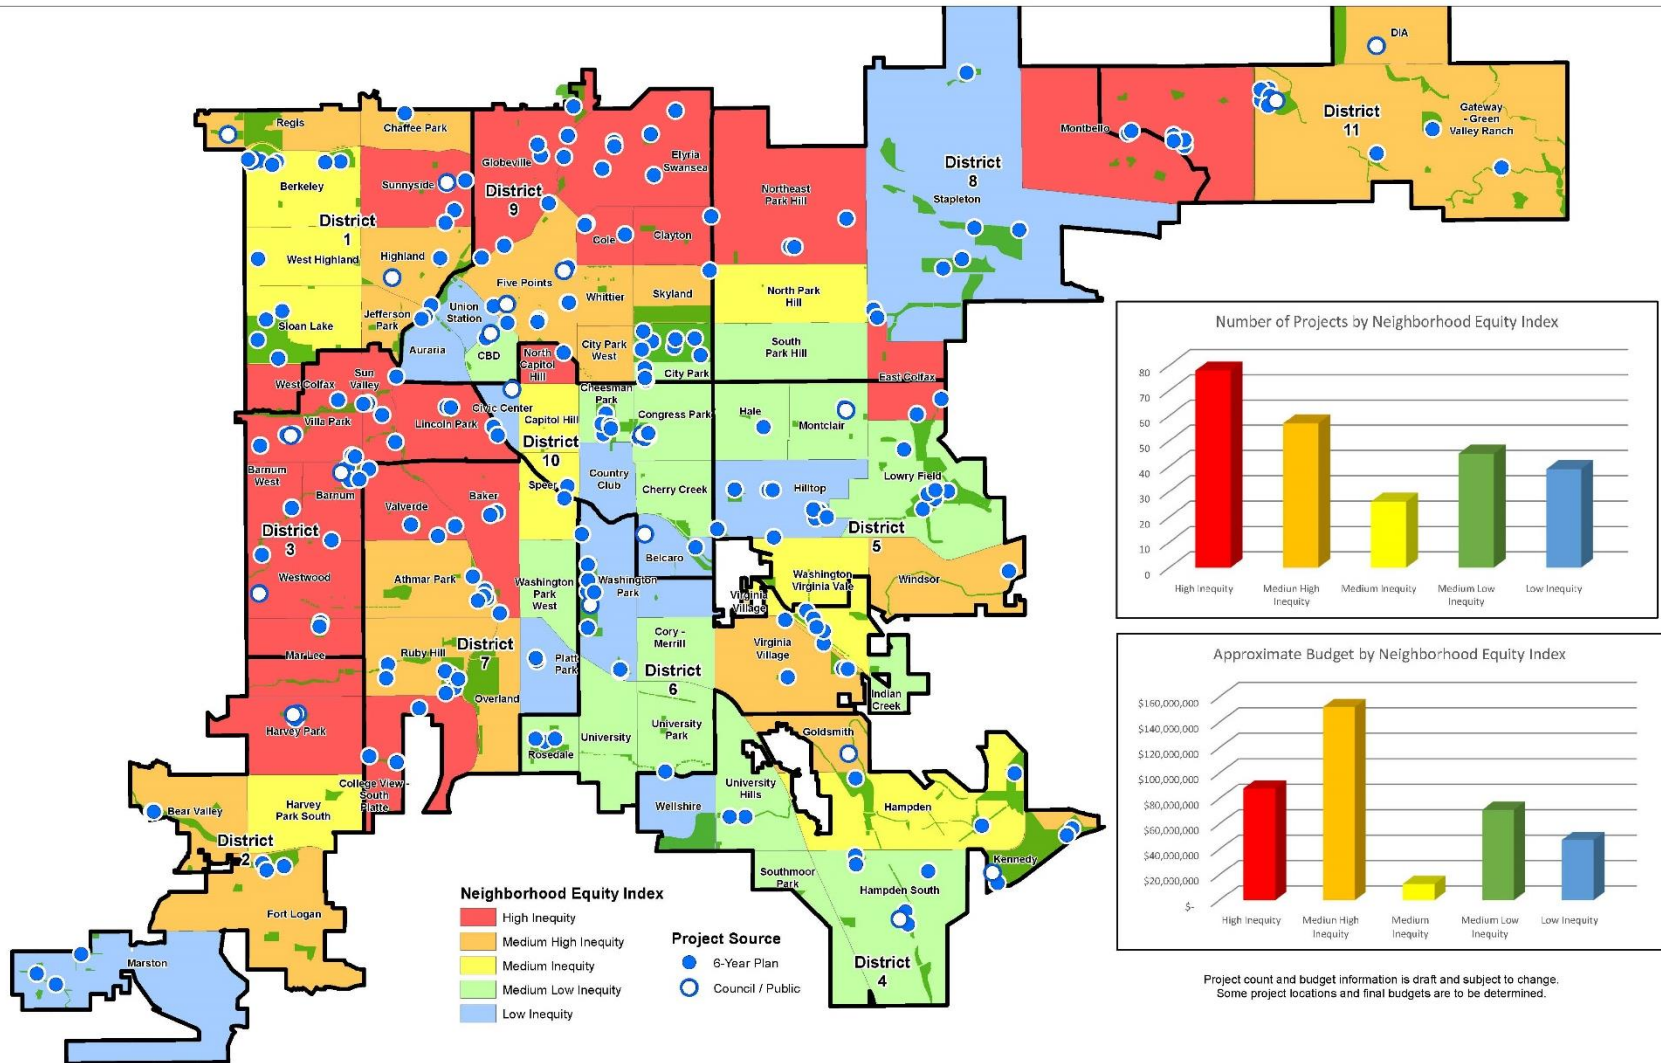 DIA
Regis
Chaffee Park
District
11
Gateway
- Green
Valley Ranch
Montbello
Globeville
Elyria
Swansea
District
8
Stapleton
Berkeley
Sunnyside
District
9
Northeast
Park Hill
District
1
Cole
Clayton
West Highland
Highland
Five Points
Whittier
Skyland
North Park
Hill
Union
Station
Jefferson
Park
Sloan Lake
Auraria
CBD
North
Capitol
Hill
City Park
West
City Park
South
Park Hill
East Colfax
West Colfax
Sun
Valley
Villa Park
Lincoln Park
Civic Center
Capitol Hill
Cheesman
Park
Congress Park
Hale
Montclair
District
10
Barnum
West
Barnum
Valverde
Baker
Speer
Country
Club
Cherry Creek
Hilltop
Lowry Field
District
3
Westwood
District
5
Belcaro
Athmar Park
Washington
Park
West
Washington
Park
Virginia
Village
Washington
Virginia Vale
Windsor
Mar Lee
Ruby Hill
District
7
Platt
Park
Cory -
Merrill
District
6
Virginia
Village
Indian
Creek
Overland
Harvey Park
Rosedale
University
University
Park
Goldsmith
College View -
South
Platte
Bear Valley
Harvey
Park South
Wellshire
University
Hills
Hampden
District
2
Kennedy
Southmoor
Park
Hampden South
Fort Logan
District
4
Marston
Neighborhood Equity Index
High Inequity
Medium High Inequity
Medium Inequity
Medium Low Inequity
Low Inequity
Project Source
6-Year Plan
Council / Public
Number of Projects by Neighborhood Equity Index
80
70
60
50
40
30
20
10
0
High Inequity
Mediun High
Inequity
Medium Inequity
Medium Low
Inequity
Low Inequity
Approximate Budget by Neighborhood Equity Index
$160,000,000
$140,000,000
$120,000,000
$100,000,000
$80,000,000
$60,000,000
$40,000,000
$20,000,000
$-
High Inequity
Mediun High
Inequity
Medium
Inequity
Medium Low
Inequity
Low Inequity
Project count and budget information is draft and subject to change.
Some project locations and final budgets are to be determined.